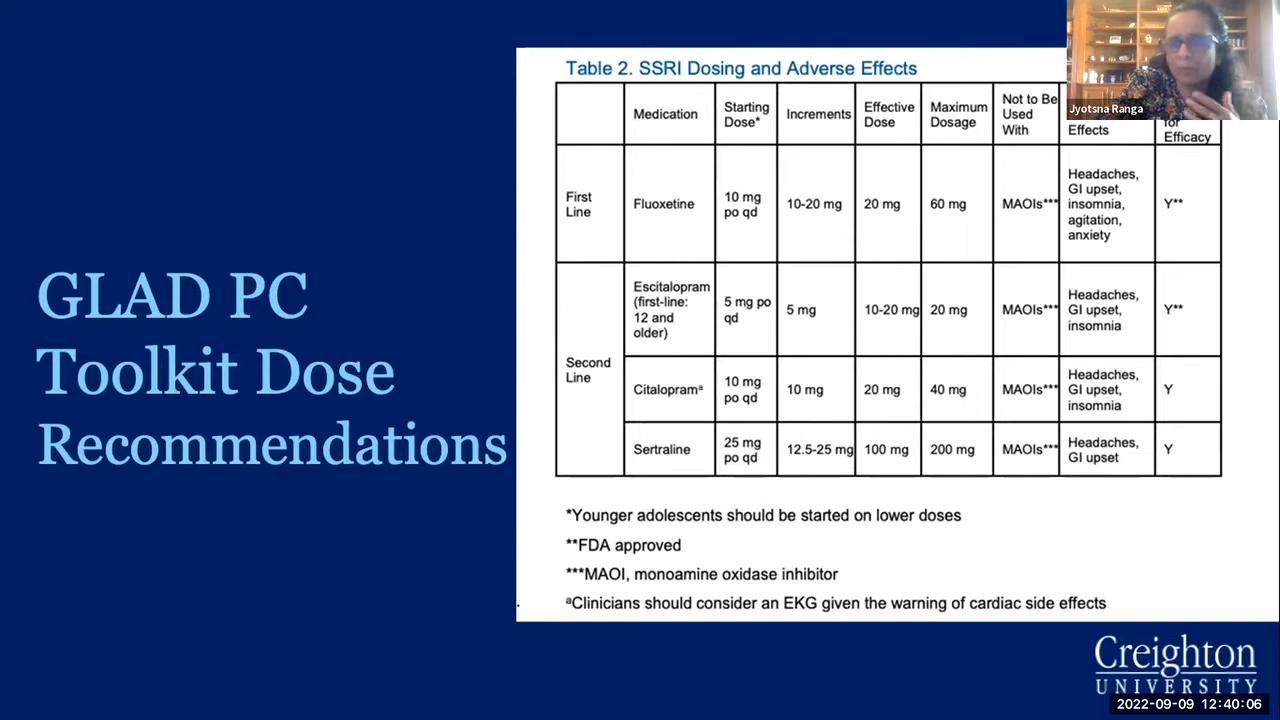 GLAD PC
Toolkit Dose
Recommendations
Table 2. SSRI Dosing and Adverse Effects
Medication
Starting
Dose*
Increments
Effective
Dose
Maximum
Dosage
Not to Be
Used
With
Effects
for
Efficacy
First
Line
Fluoxetine
10 mg
po qd
10-20 mg
20 mg
60 mg
MAOIs***
Headaches,
GI upset,
insomnia,
agitation,
anxiety
Y**
Second
Line
Escitalopram
(first-line:
12 and
older)
5 mg po
qd
5 mg
10-20 mg
20 mg
MAOIs***
Headaches,
GI upset,
insomnia
Y**
Citalopramª
10 mg
po qd
10 mg
20 mg
40 mg
MAOIs***
Headaches,
GI upset,
insomnia
Y
Sertraline
25 mg
po qd
12.5-25 mg
100 mg
200 mg
MAOIs***
Headaches,
GI upset
Y
*Younger adolescents should be started on lower doses
**FDA approved
***MAOI, monoamine oxidase inhibitor
ªClinicians should consider an EKG given the warning of cardiac side effects
Jyotsna Ranga
Creighton
UNIVERSITY
2022-09-09 12:40:06